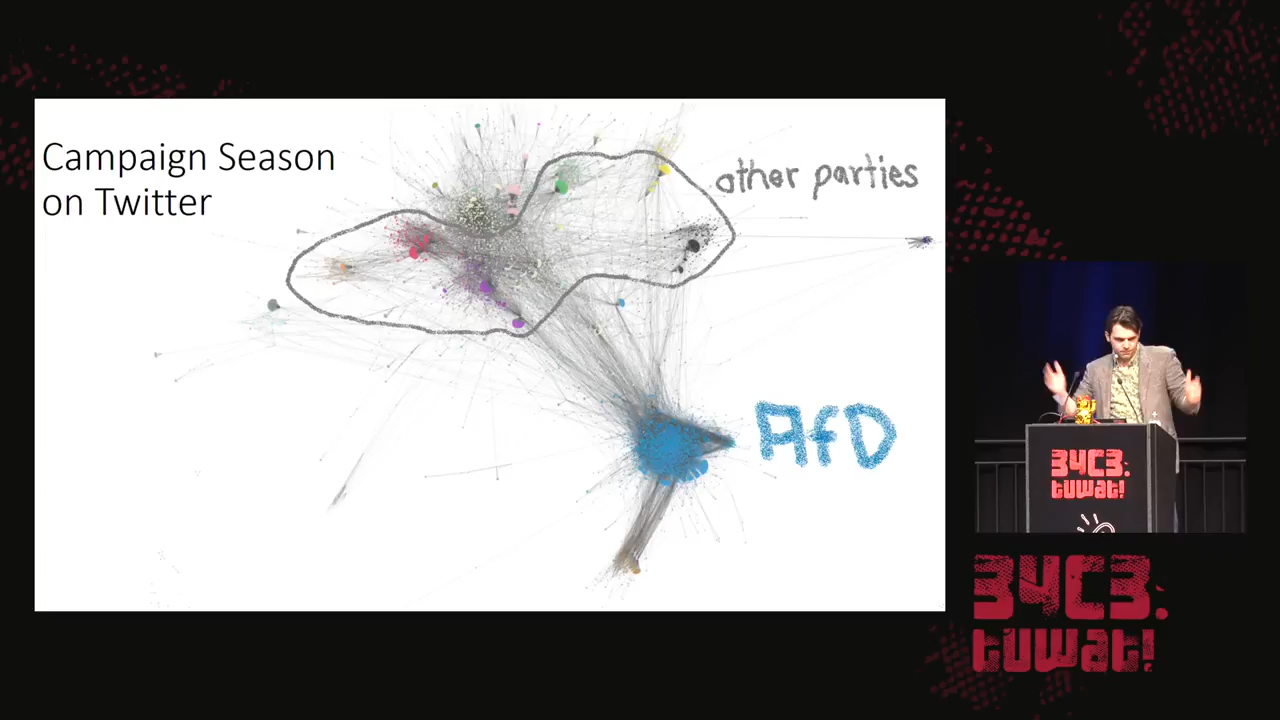 Campaign Season
on Twitter
other parties
AfD
34C3.
tuwat!
34C3.
tuwat!